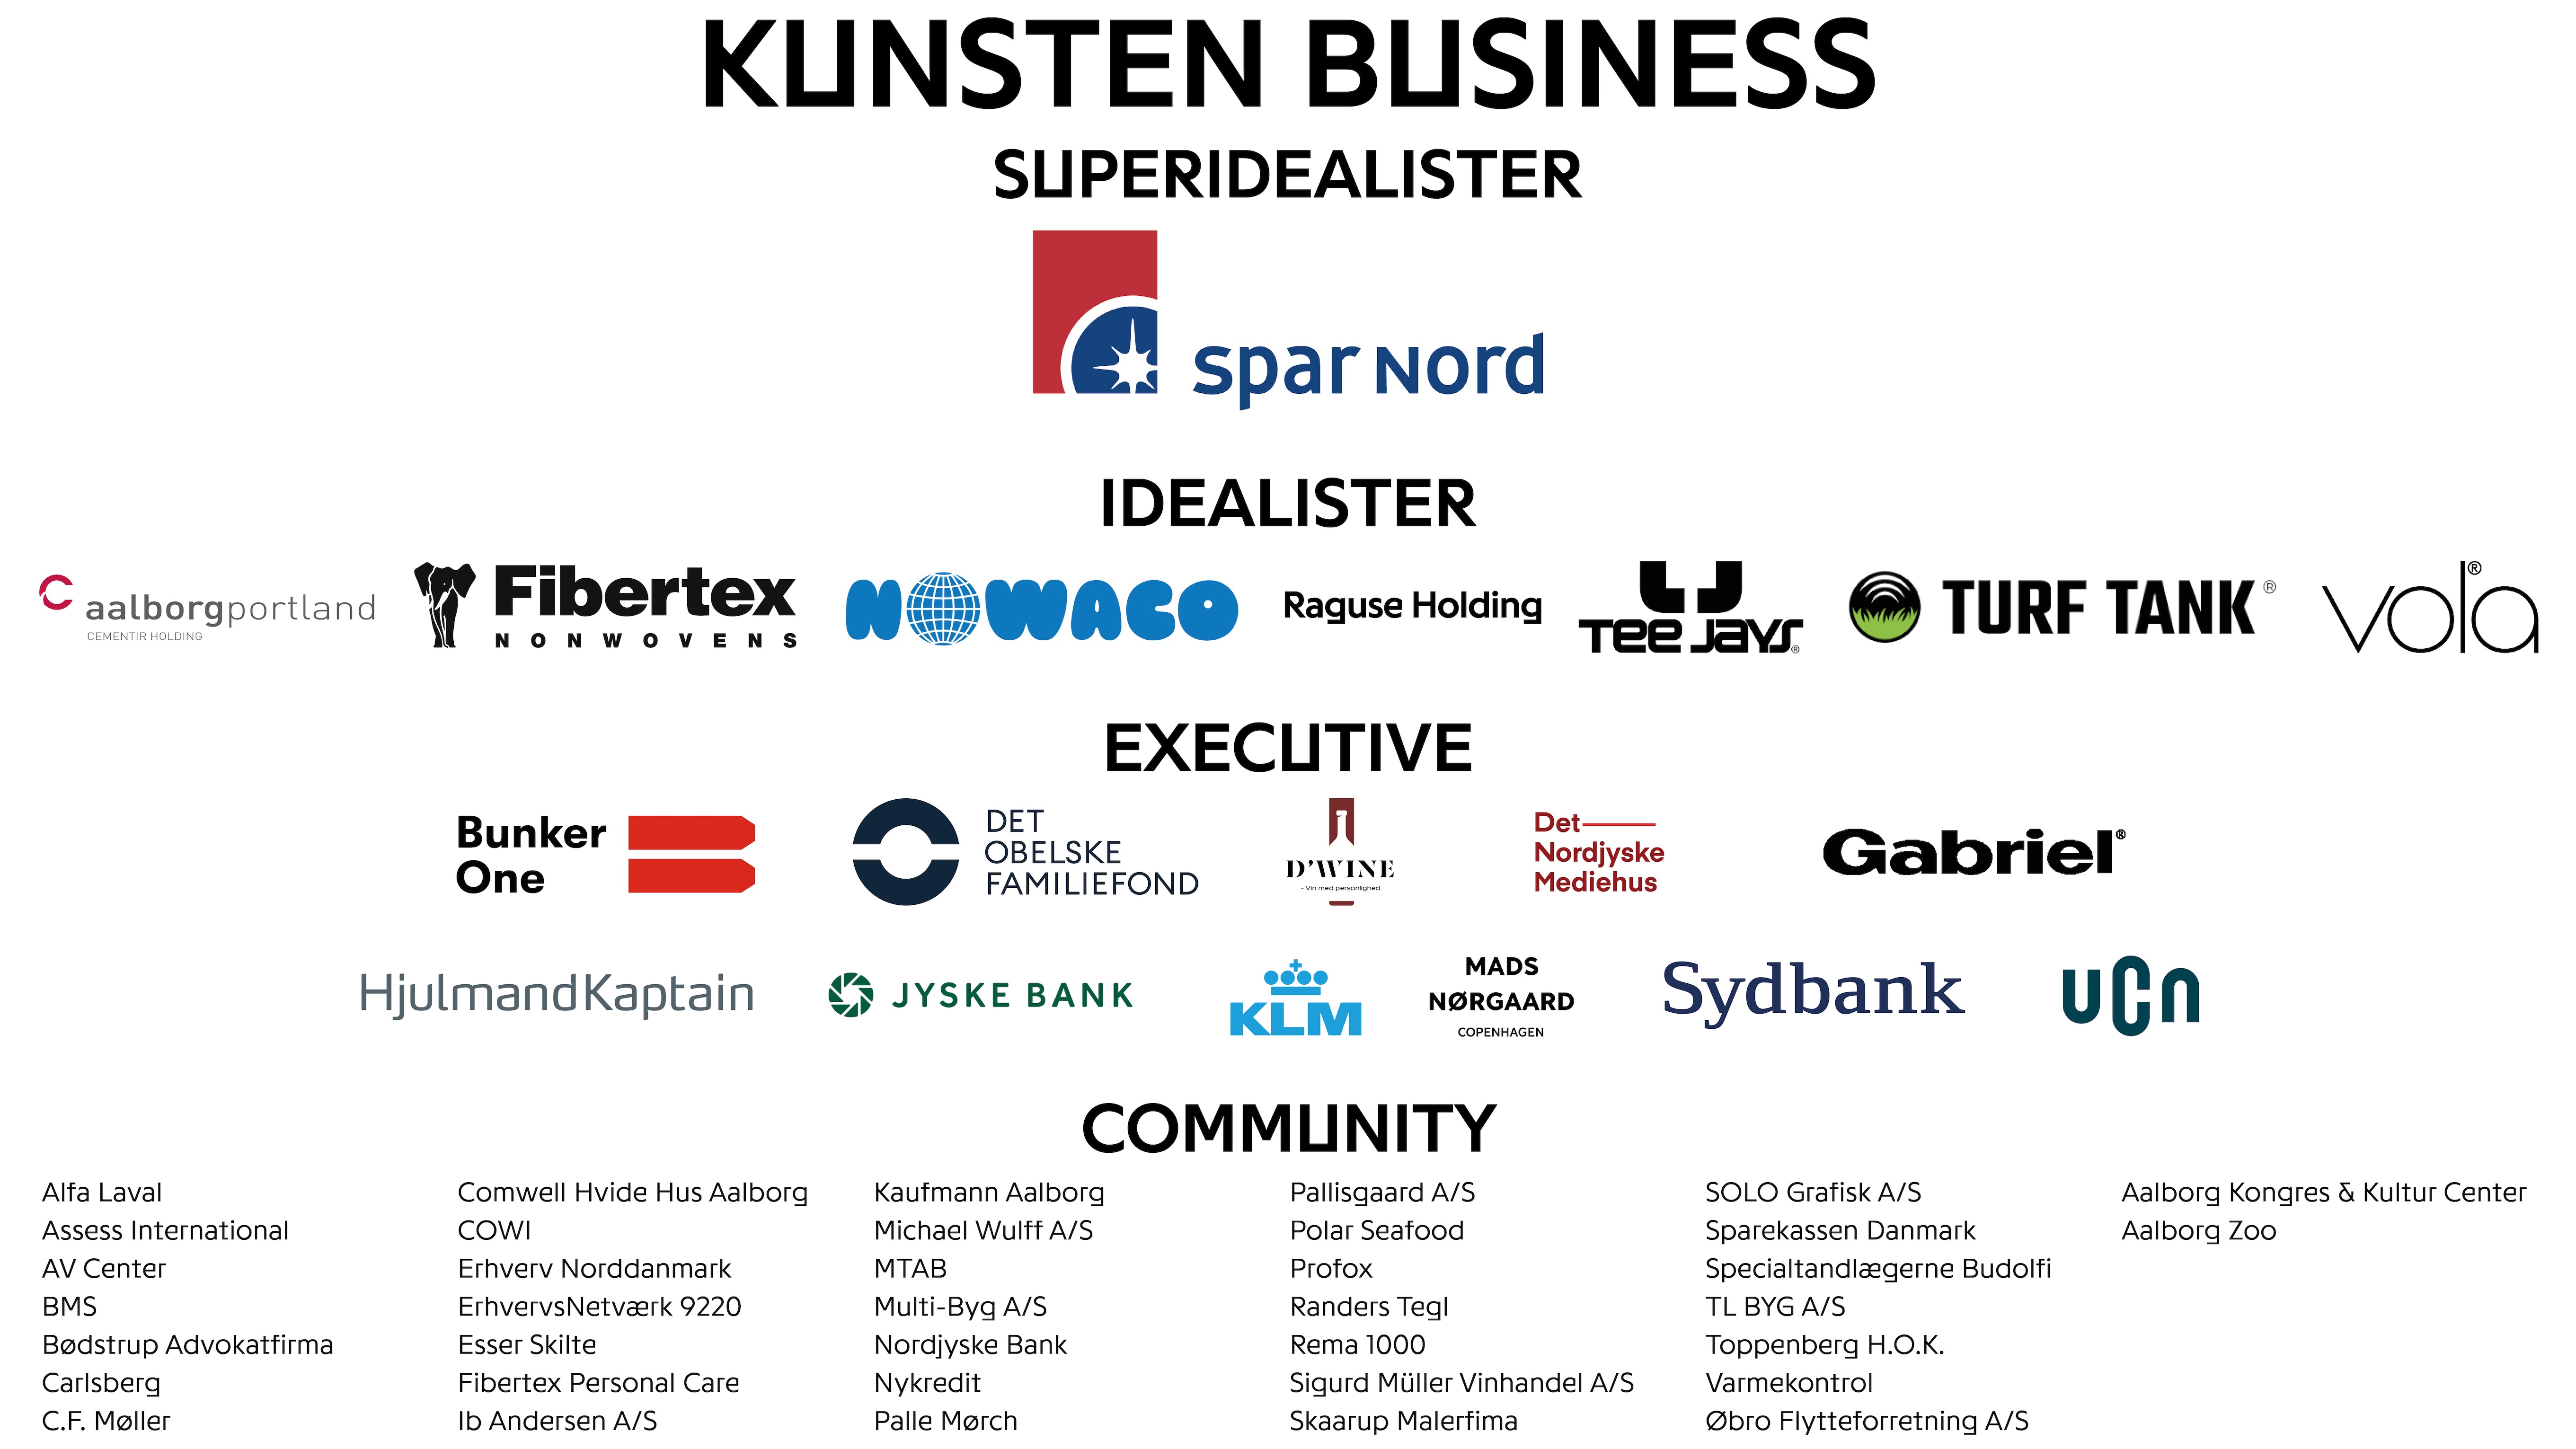 KUNSTEN BUSINESS
SUPERIDEALISTER
spar nord
IDEALISTER
aalborgportland
CEMENTIR HOLDING
Fibertex
NONWOVENS
NOWACO
Raguse Holding
TEE JAYS®
TURF TANK®
vola®
EXECUTIVE
Bunker
One
DET
OBELSKE
FAMILIEFOND
D'WINE
- Vin med personlighed
Det
Nordjyske
Mediehus
Gabriel®
HjulmandKaptain
JYSKE BANK
KLM
MADS
NØRGAARD
COPENHAGEN
Sydbank
ucn
COMMUNITY
Alfa Laval
Assess International
AV Center
BMS
Bødstrup Advokatfirma
Carlsberg
C.F. Møller
Comwell Hvide Hus Aalborg
COWI
Erhverv Norddanmark
ErhvervsNetværk 9220
Esser Skilte
Fibertex Personal Care
Ib Andersen A/S
Kaufmann Aalborg
Michael Wulff A/S
MTAB
Multi-Byg A/S
Nordjyske Bank
Nykredit
Palle Mørch
Pallisgaard A/S
Polar Seafood
Profox
Randers Tegl
Rema 1000
Sigurd Müller Vinhandel A/S
Skaarup Malerfima
SOLO Grafisk A/S
Sparekassen Danmark
Specialtandlægerne Budolfi
TL BYG A/S
Toppenberg H.O.K.
Varmekontrol
Øbro Flytteforretning A/S
Aalborg Kongres & Kultur Center
Aalborg Zoo